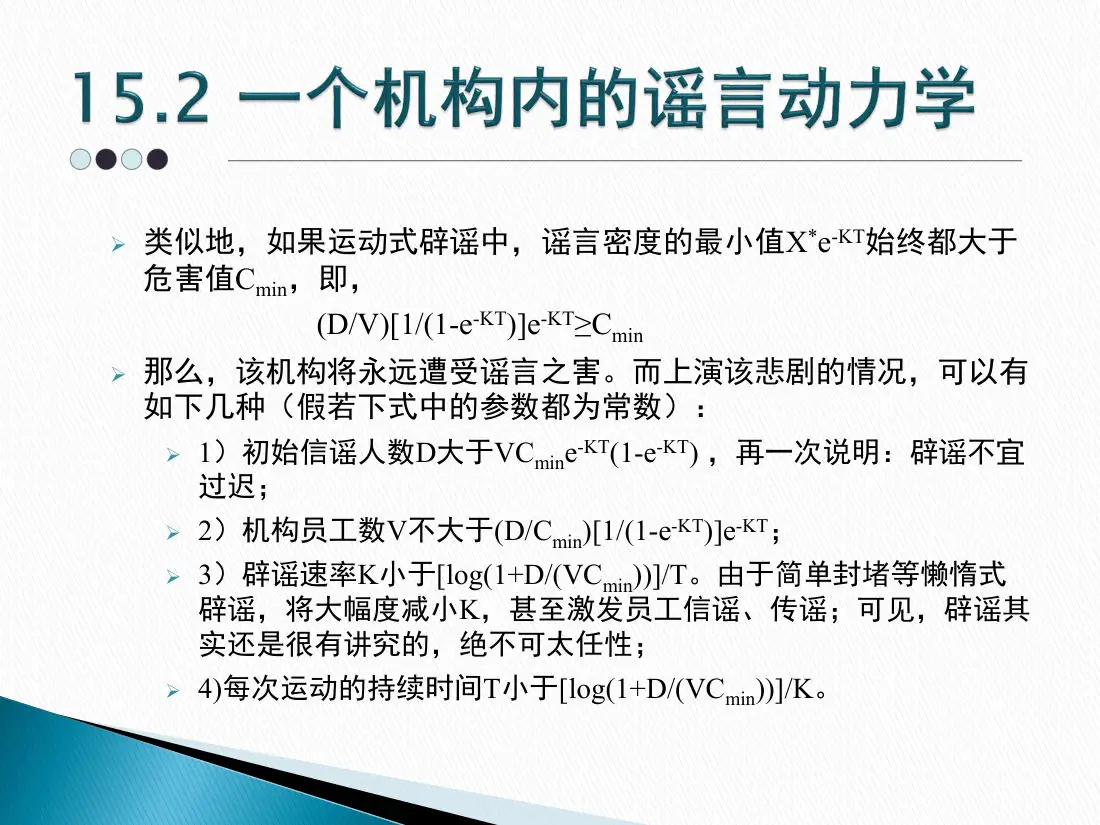 15.2 一个机构内的谣言动力学
类似地，如果运动式辟谣中，谣言密度的最小值X*e-KT始终都大于
危害值Cmin，即，
(D/V)[1/(1-e-KT)]e-KT≥Cmin
那么，该机构将永远遭受谣言之害。而上演该悲剧的情况，可以有
如下几种（假若下式中的参数都为常数）：
1）初始信谣人数D大于VCmine-KT(1-e-KT) ，再一次说明：辟谣不宜
过迟；
2）机构员工数V不大于(D/Cmin)[1/(1-e-KT)]e-KT；
3）辟谣速率K小于[log(1+D/(VCmin))]/T。由于简单封堵等懒惰式
辟谣，将大幅度减小K，甚至激发员工信谣、传谣；可见，辟谣其
实还是很有讲究的，绝不可太任性；
4)每次运动的持续时间T小于[log(1+D/(VCmin))]/K。